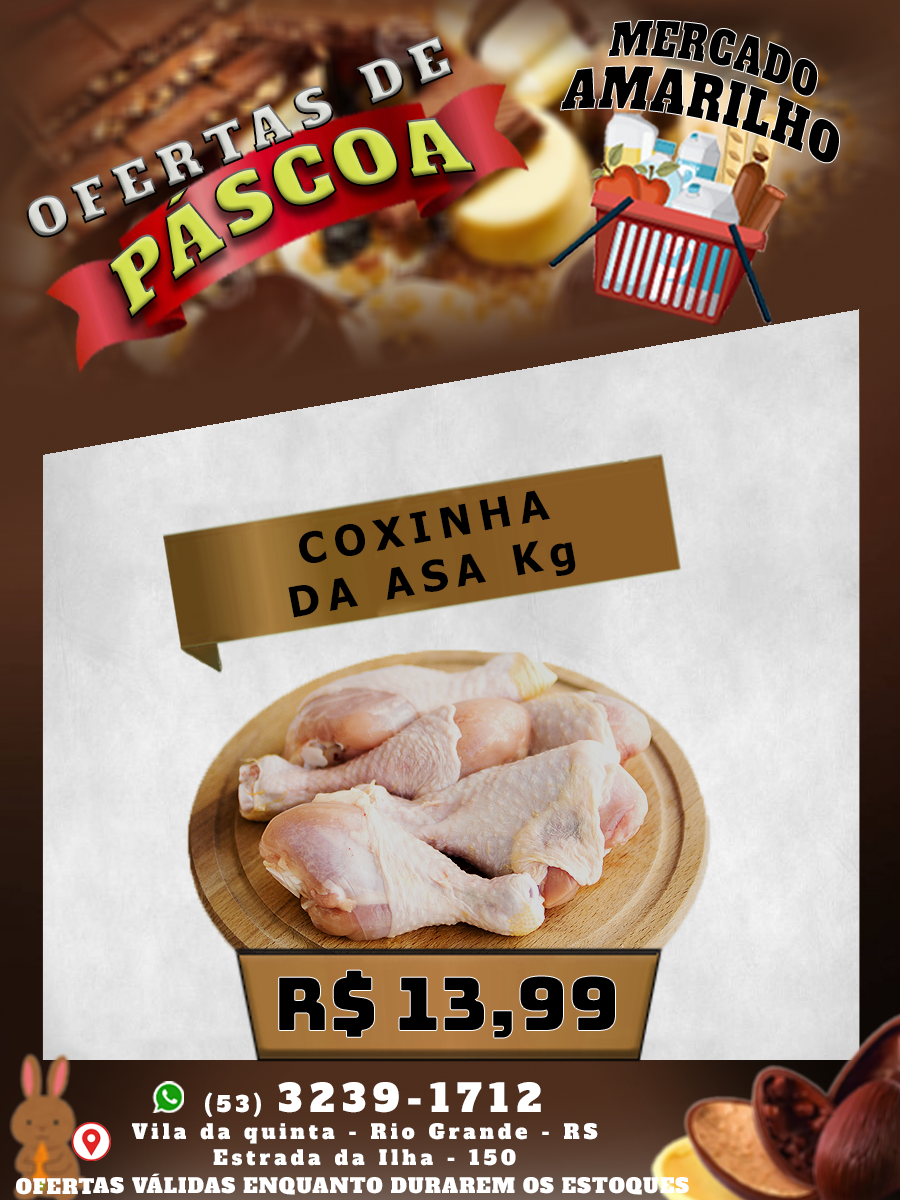 OFERTAS DE
PÁSCOA
MERCADO
AMARILHO
COXINHA
DA ASA Kg
R$ 13,99
(53) 3239-1712
Vila da quinta - Rio Grande - RS
Estrada da Ilha - 150
OFERTAS VÁLIDAS ENQUANTO DURAREM OS ESTOQUES